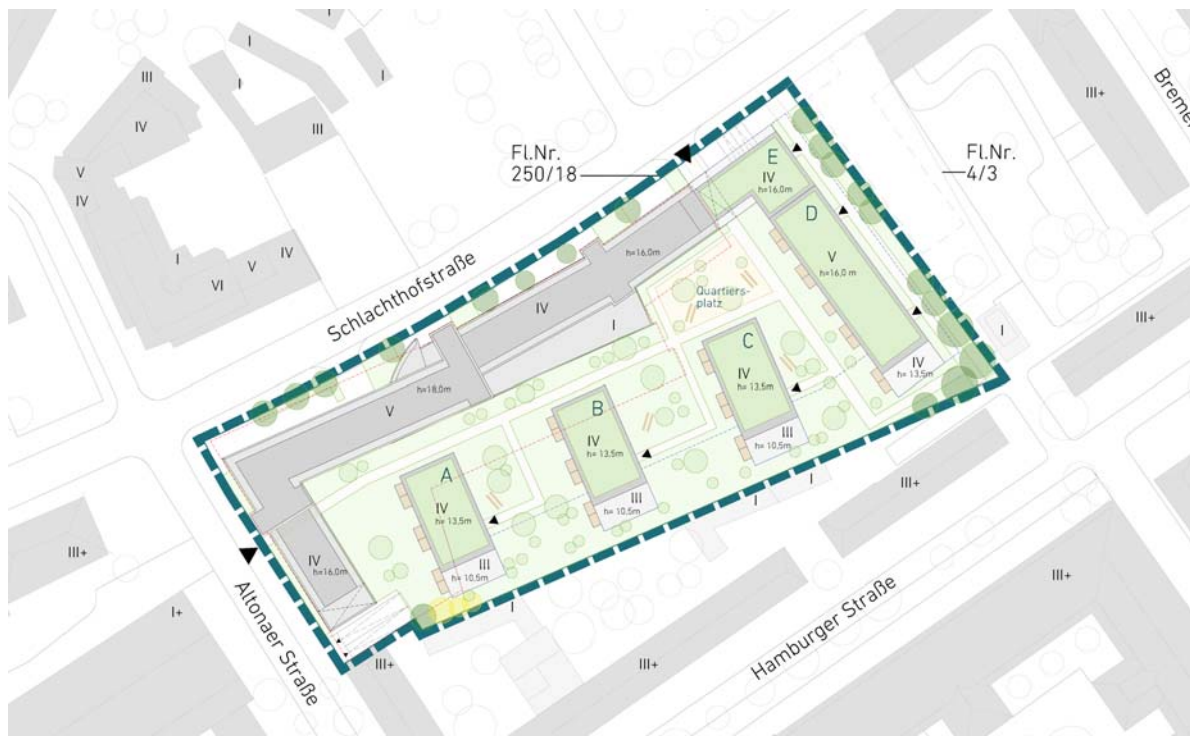 I
I
I
I
III
IV
V
IV
III
I
V
IV
VI
III+
Breme
Fl.Nr.
250/18
Fl.Nr.
4/3
E
IV
h=16,0m
D
V
h=16,0 m
IV
h= 13,5m
h=16,0m
Quartiers-
platz
Schlachthofstraße
IV
I
h=18,0m
V
C
IV
h= 13,5m
III
h= 10,5m
B
IV
h= 13,5m
III
h= 10,5m
A
IV
h= 13,5m
III
h= 10,5m
IV
h=16,0m
I
III+
III+
I
I
III+
I+
Altonaer Straße
I
III+
III+
Hamburger Straße
III+